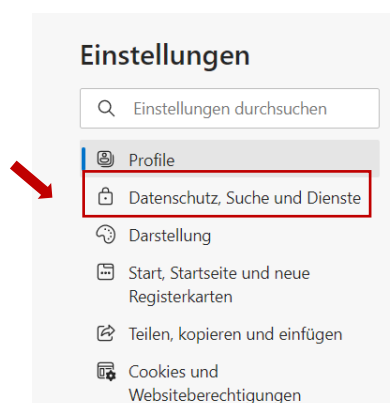 Einstellungen
Einstellungen durchsuchen
Profile
Datenschutz, Suche und Dienste
Darstellung
Start, Startseite und neue
Registerkarten
Teilen, kopieren und einfügen
Cookies und
Websiteberechtigungen